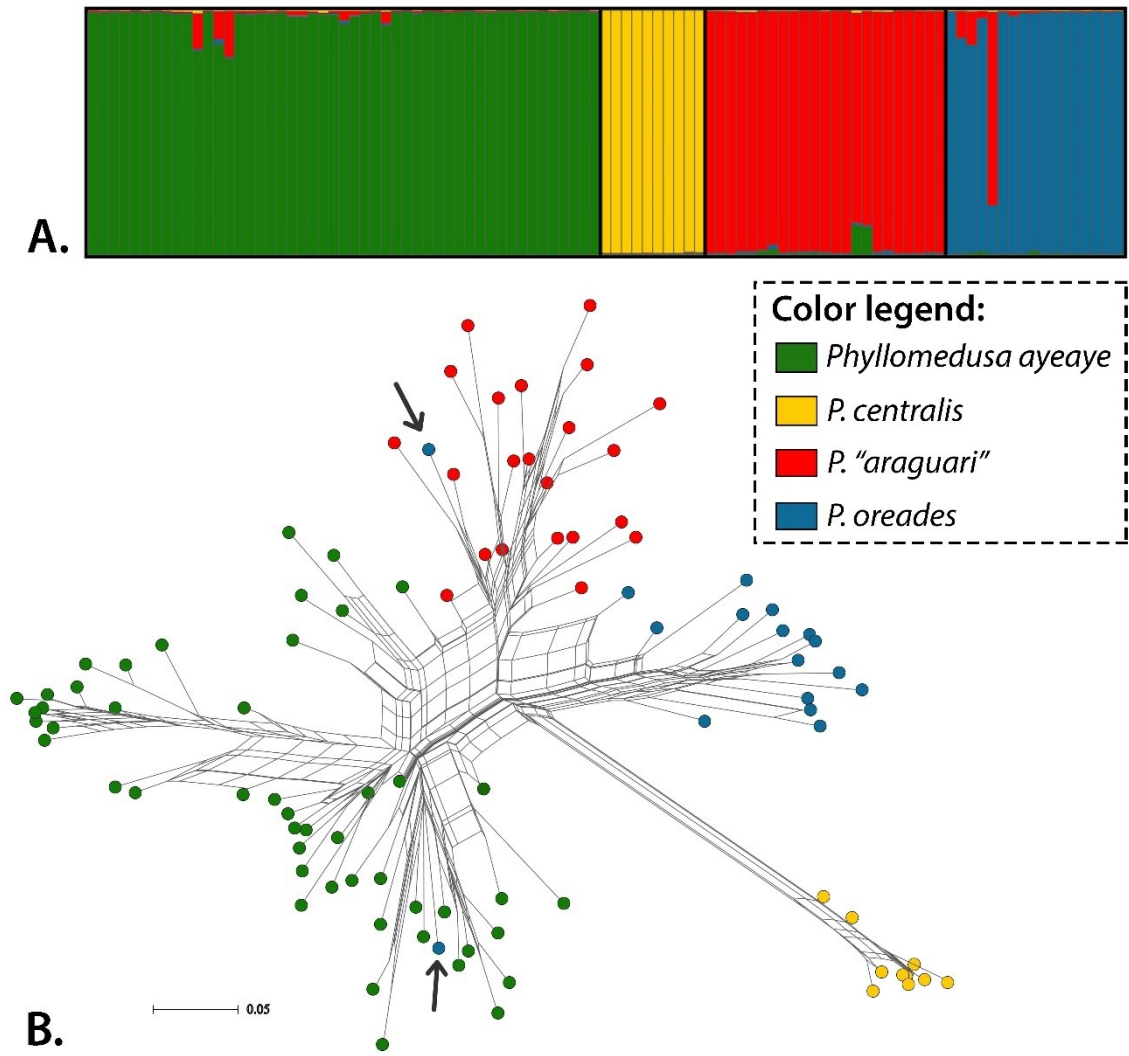 A.
Color legend:
Phyllomedusa ayeaye
P. centralis
P. "araguari"
P. oreades
0.05
B.